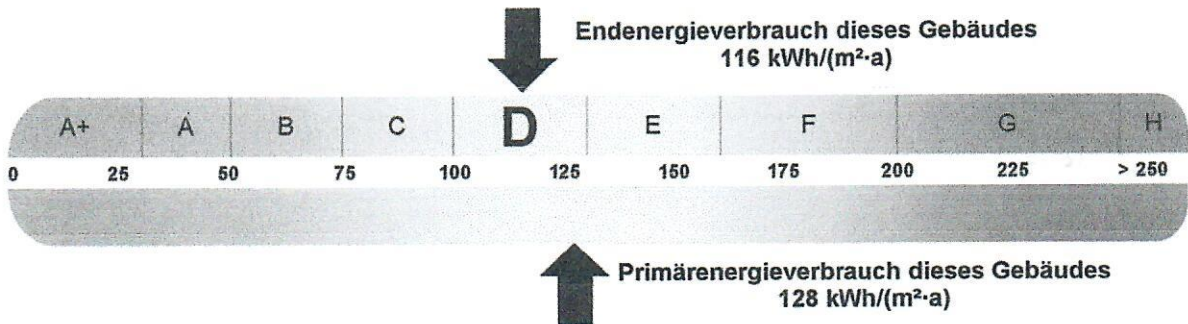 Endenergieverbrauch dieses Gebäudes
116 kWh/(m²·a)
A+ A B C D E F G H
0 25 50 75 100 125 150 175 200 225 > 250
Primärenergieverbrauch dieses Gebäudes
128 kWh/(m²·a)